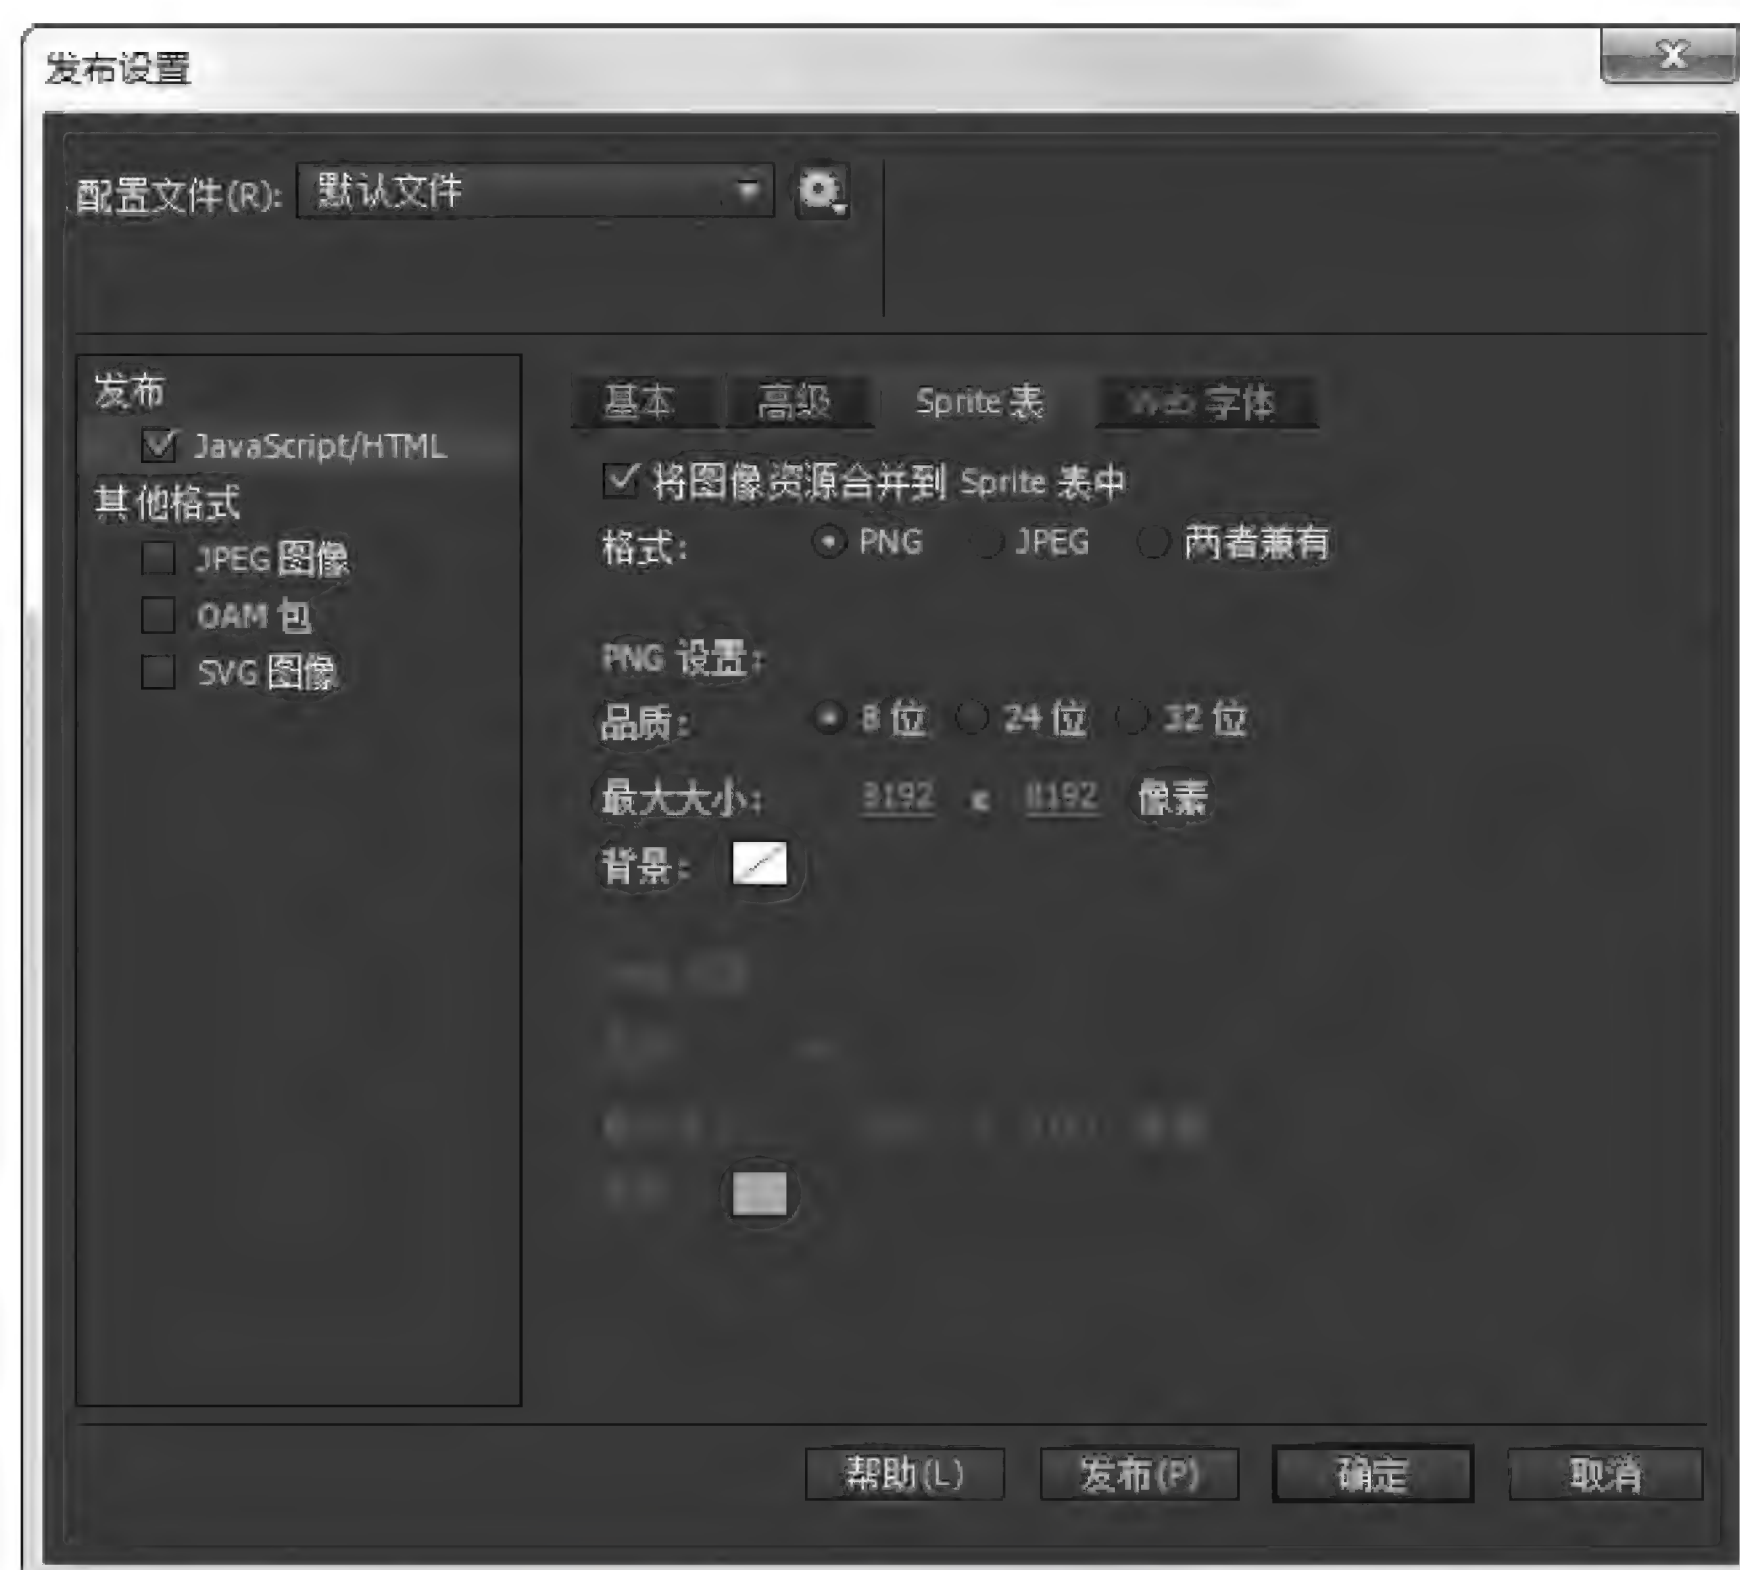 发布设置
配置文件(R): 默认文件
发布
JavaScript/HTML
其他格式
JPEG 图像
OAM 包
SVG 图像
基本 高级 Sprite 表 Web 字体
将图像资源合并到 Sprite 表中
格式: PNG JPEG 两者兼有
PNG 设置:
品质: 8 位 24 位 32 位
最大大小: 8192 8192 像素
背景:
帮助(L) 发布(P) 确定 取消